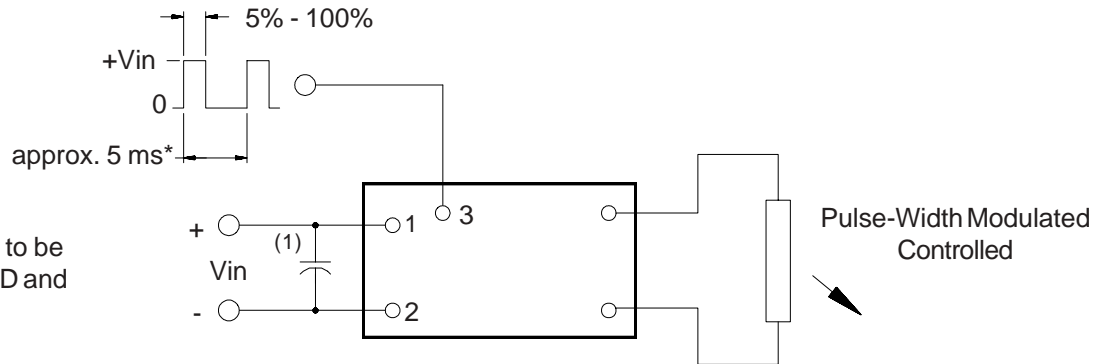 5% - 100%
+Vin
0
approx. 5 ms*
+
(1)
Vin
-
1
3
2
to be
D and
Pulse-Width Modulated
Controlled